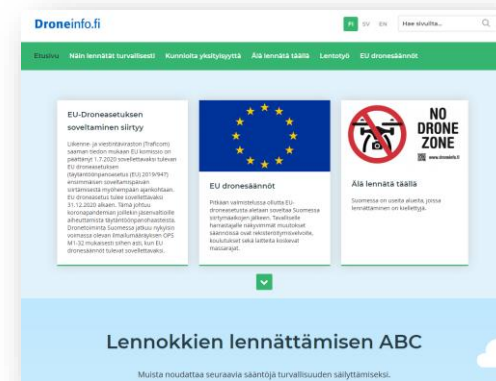 Droneinfo.fi
FI SV EN Hae sivuilta...
Etusivu Näin lennätät turvallisesti Kunnioita yksityisyyttä Älä lennätä täällä Lentotyö EU dronesäännöt
EU-Droneasetuksen
soveltaminen siirtyy
Liikenne- ja viestintäviraston (Traficom)
saaman tiedon mukaan EU komissio on
päättänyt 1.7.2020 sovellettavaksi tulevan
EU droneasetuksen
(täytäntöönpanoasetus (EU) 2019/947)
ensimmäisen soveltamispäivän
siirtämisestä myöhempään ajankohtaan.
EU droneasetus tulee sovellettavaksi
31.12.2020 alkaen. Tämä johtuu
koronapandemian joillekin jäsenvaltioille
aiheuttamista täytäntöönpanohaasteista.
Dronetoiminta Suomessa jatkuu nykyisin
voimassa olevan ilmailumääräyksen OPS
M1-32 mukaisesti siihen asti, kun EU
dronesäännöt tulevat sovellettavaksi.
EU dronesäännöt
Pitkään valmistelussa ollutta EU-
droneasetusta aletaan soveltaa Suomessa
siirtymäaikojen jälkeen. Tavalliselle
harrastajalle näkyvimmät muutokset
säännöissä ovat rekisteröitymisvelvoite,
koulutukset sekä laitteita koskevat
massarajat.
NO
DRONE
ZONE
www.droneinfo.fi
Älä lennätä täällä
Suomessa on useita alueita, joissa
lennättäminen on kiellettyä.
Lennokkien lennättämisen ABC
Muista noudattaa seuraavia sääntöjä turvallisuuden säilyttämiseksi.